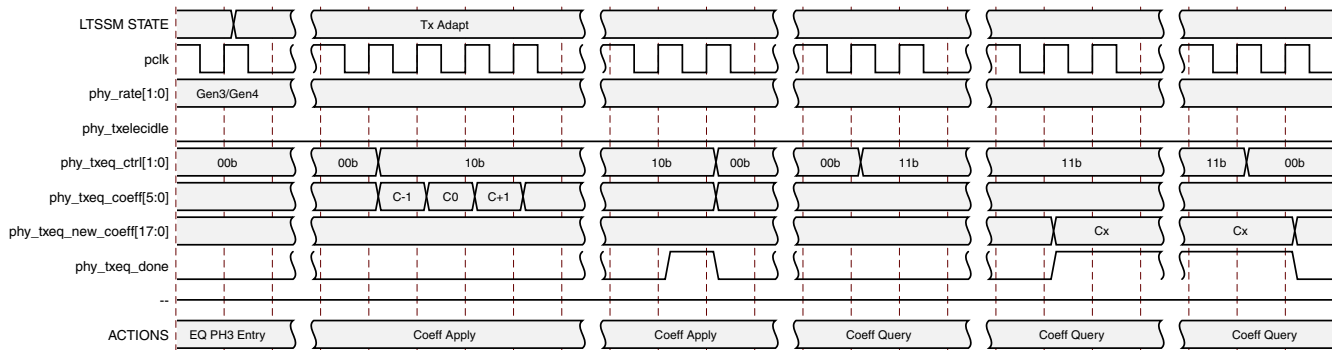 LTSSM STATE Tx Adapt
pclk
phy_rate[1:0] Gen3/Gen4
phy_txelecidle
phy_txeq_ctrl[1:0] 00b 00b 10b 10b 00b 00b 11b 11b 11b 00b
phy_txeq_coeff[5:0] C-1 C0 C+1
phy_txeq_new_coeff[17:0] Cx Cx
phy_txeq_done
--
ACTIONS EQ PH3 Entry Coeff Apply Coeff Apply Coeff Query Coeff Query Coeff Query